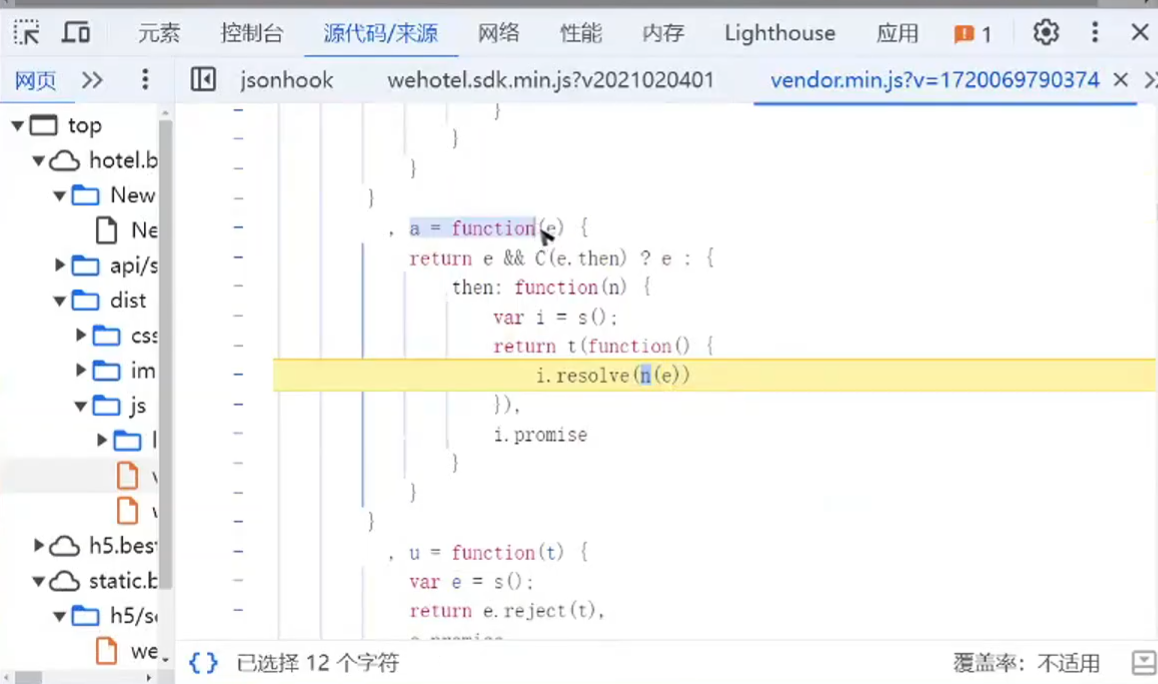 元素 控制台 源代码/来源 网络 性能 内存 Lighthouse 应用 1
网页 jsonhook wehotel.sdk.min.js?v2021020401 vendor.min.js?v=1720069790374
top
hotel.b
New
Ne
api/s
dist
css
im
js
l
v
v
h5.best
static.b
h5/se
we
}
}
}
}
, a = function(e) {
return e && C(e.then) ? e : {
then: function(n) {
var i = s();
return t(function() {
i.resolve(n(e))
}),
i.promise
}
}
}
, u = function(t) {
var e = s();
return e.reject(t),
{} 已选择 12 个字符 覆盖率：不适用